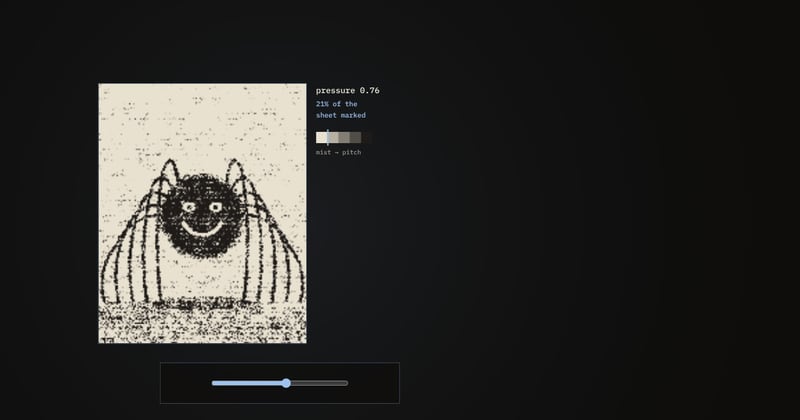 pressure 0.76
21% of the
sheet marked
mist → pitch